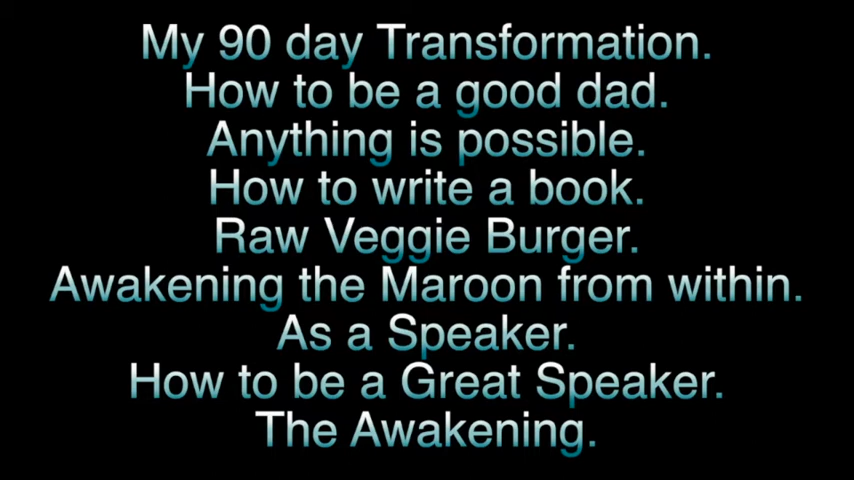 My 90 day Transformation.
How to be a good dad.
Anything is possible.
How to write a book.
Raw Veggie Burger.
Awakening the Maroon from within.
As a Speaker.
How to be a Great Speaker.
The Awakening.